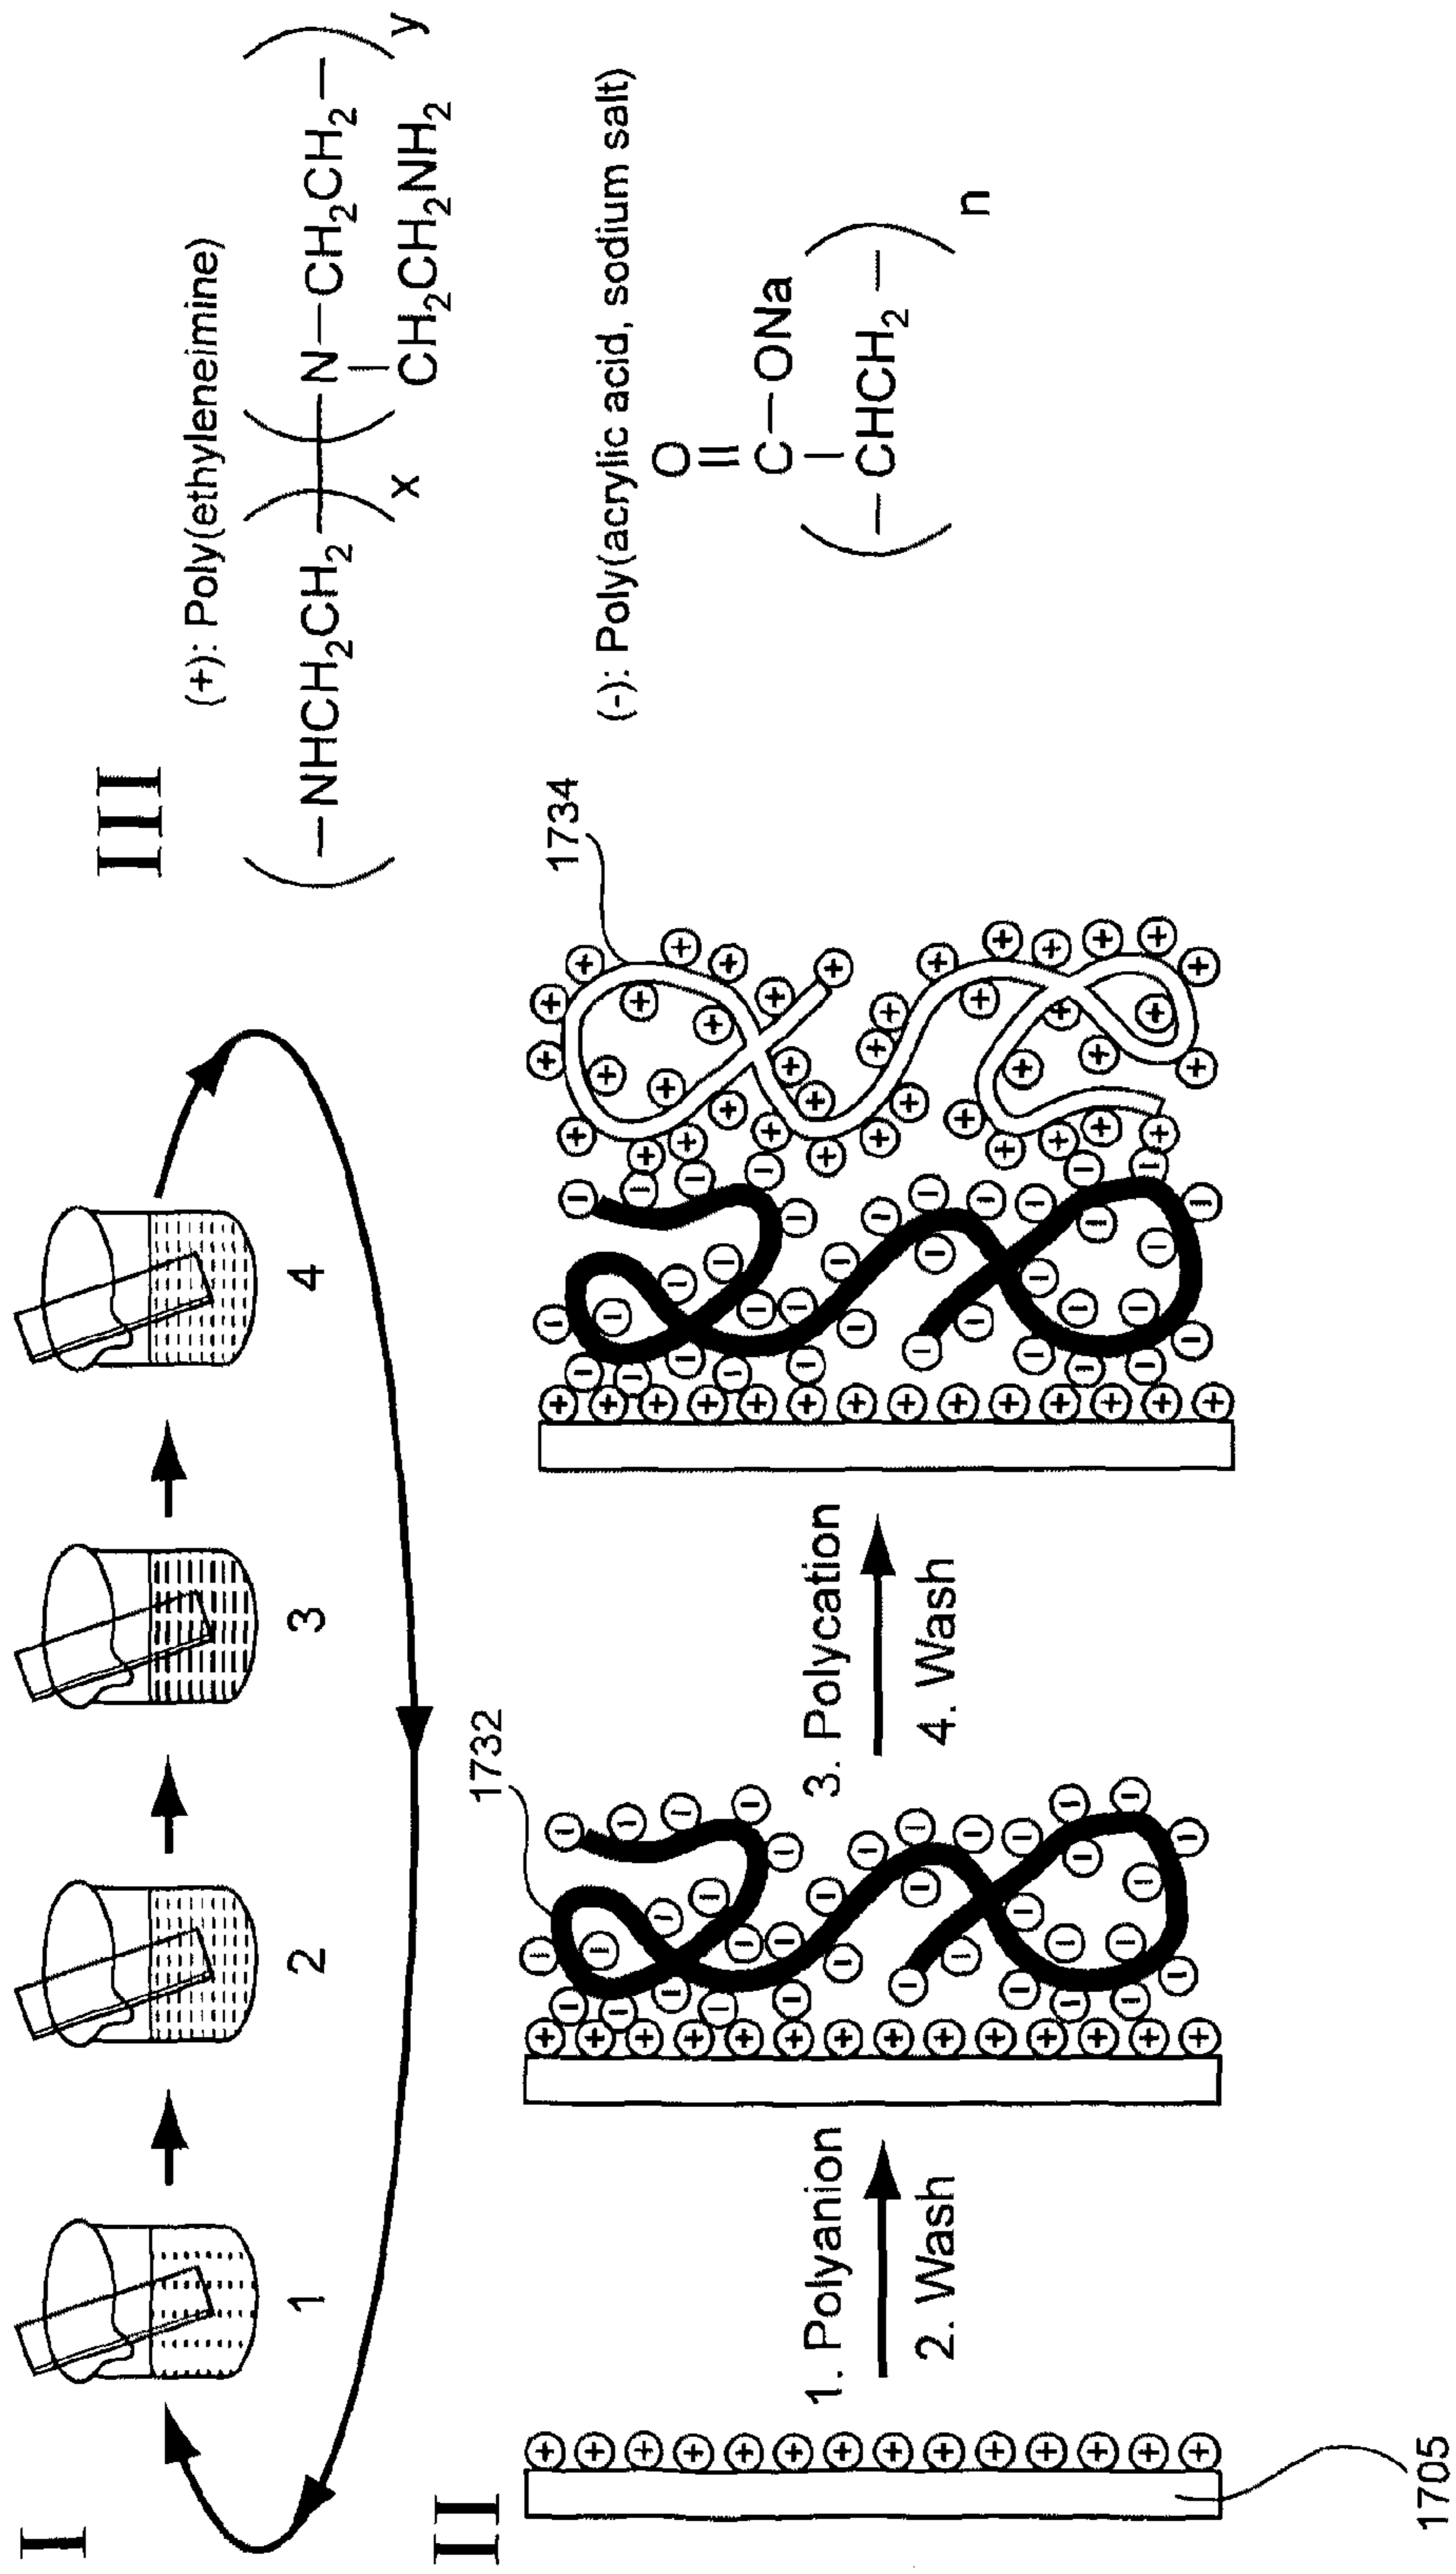 I
1 2 3 4
II
1705
1. Polyanion
2. Wash
1732
3. Polycation
4. Wash
1734
III
(+): Poly(ethyleneimine)
( —NHCH2CH2— )x ( N—CH2CH2— )y
CH2CH2NH2
(-): Poly(acrylic acid, sodium salt)
O
C—ONa
( —CHCH2— )n